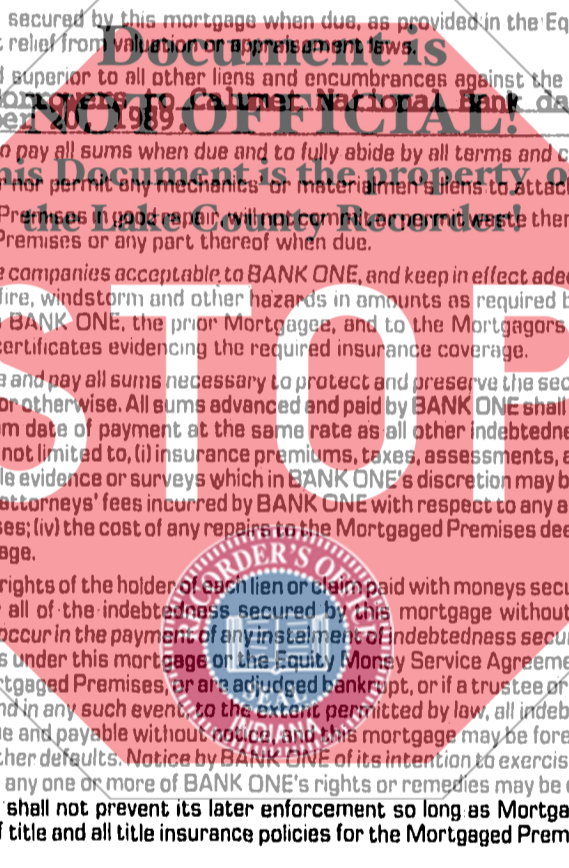 secured by this mortgage when due, as provided in the Eq
relief from valuation or appraisement laws.
Document is
superior to all other liens and encumbrances against the
to Calumet National Bank da
NOT OFFICIAL!
20, 1989
o pay all sums when due and to fully abide by all terms and c
his Document is the property o
nor permit any mechanics' or materialmen's liens to attac
Premises in good repair, will not commit or permit waste ther
the Lake County Recorder!
Premises or any part thereof when due.
e companies acceptable to BANK ONE, and keep in effect adeq
fire, windstorm and other hazards in amounts as required b
BANK ONE, the prior Mortgagee, and to the Mortgagors
certificates evidencing the required insurance coverage.
STOP
e and pay all sums necessary to protect and preserve the sec
or otherwise. All sums advanced and paid by BANK ONE shall
m date of payment at the same rate as all other indebtedne
not limited to, (i) insurance premiums, taxes, assessments, a
le evidence or surveys which in BANK ONE's discretion may b
attorneys' fees incurred by BANK ONE with respect to any a
ses; (iv) the cost of any repairs to the Mortgaged Premises dee
age.
RECORDER'S OFFICE
INDIANA
rights of the holder of each lien or claim paid with moneys secu
all of the indebtedness secured by this mortgage without
occur in the payment of any instalment of indebtedness secu
s under this mortgage or the Equity Money Service Agreeme
rtgaged Premises, or are adjudged bankrupt, or if a trustee or
nd in any such event, to the extent permitted by law, all indeb
ue and payable without notice, and this mortgage may be fore
ther defaults. Notice by BANK ONE of its intention to exercis
any one or more of BANK ONE's rights or remedies may be
shall not prevent its later enforcement so long as Mortga
f title and all title insurance policies for the Mortgaged Prem